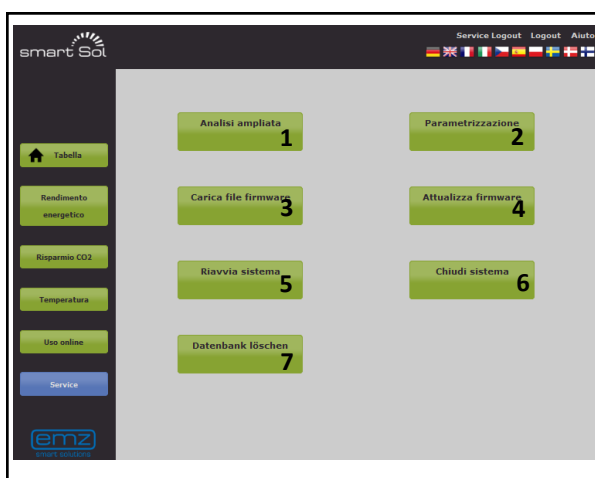 smart Sol
Service Logout Logout Aiuto
Analisi ampliata
1
Parametrizzazione
2
Tabella
Rendimento
energetico
Carica file firmware
3
Attualizza firmware
4
Risparmio CO2
Riavvia sistema
5
Chiudi sistema
6
Temperatura
Uso online
Datenbank löschen
7
Service
emz
smart solutions